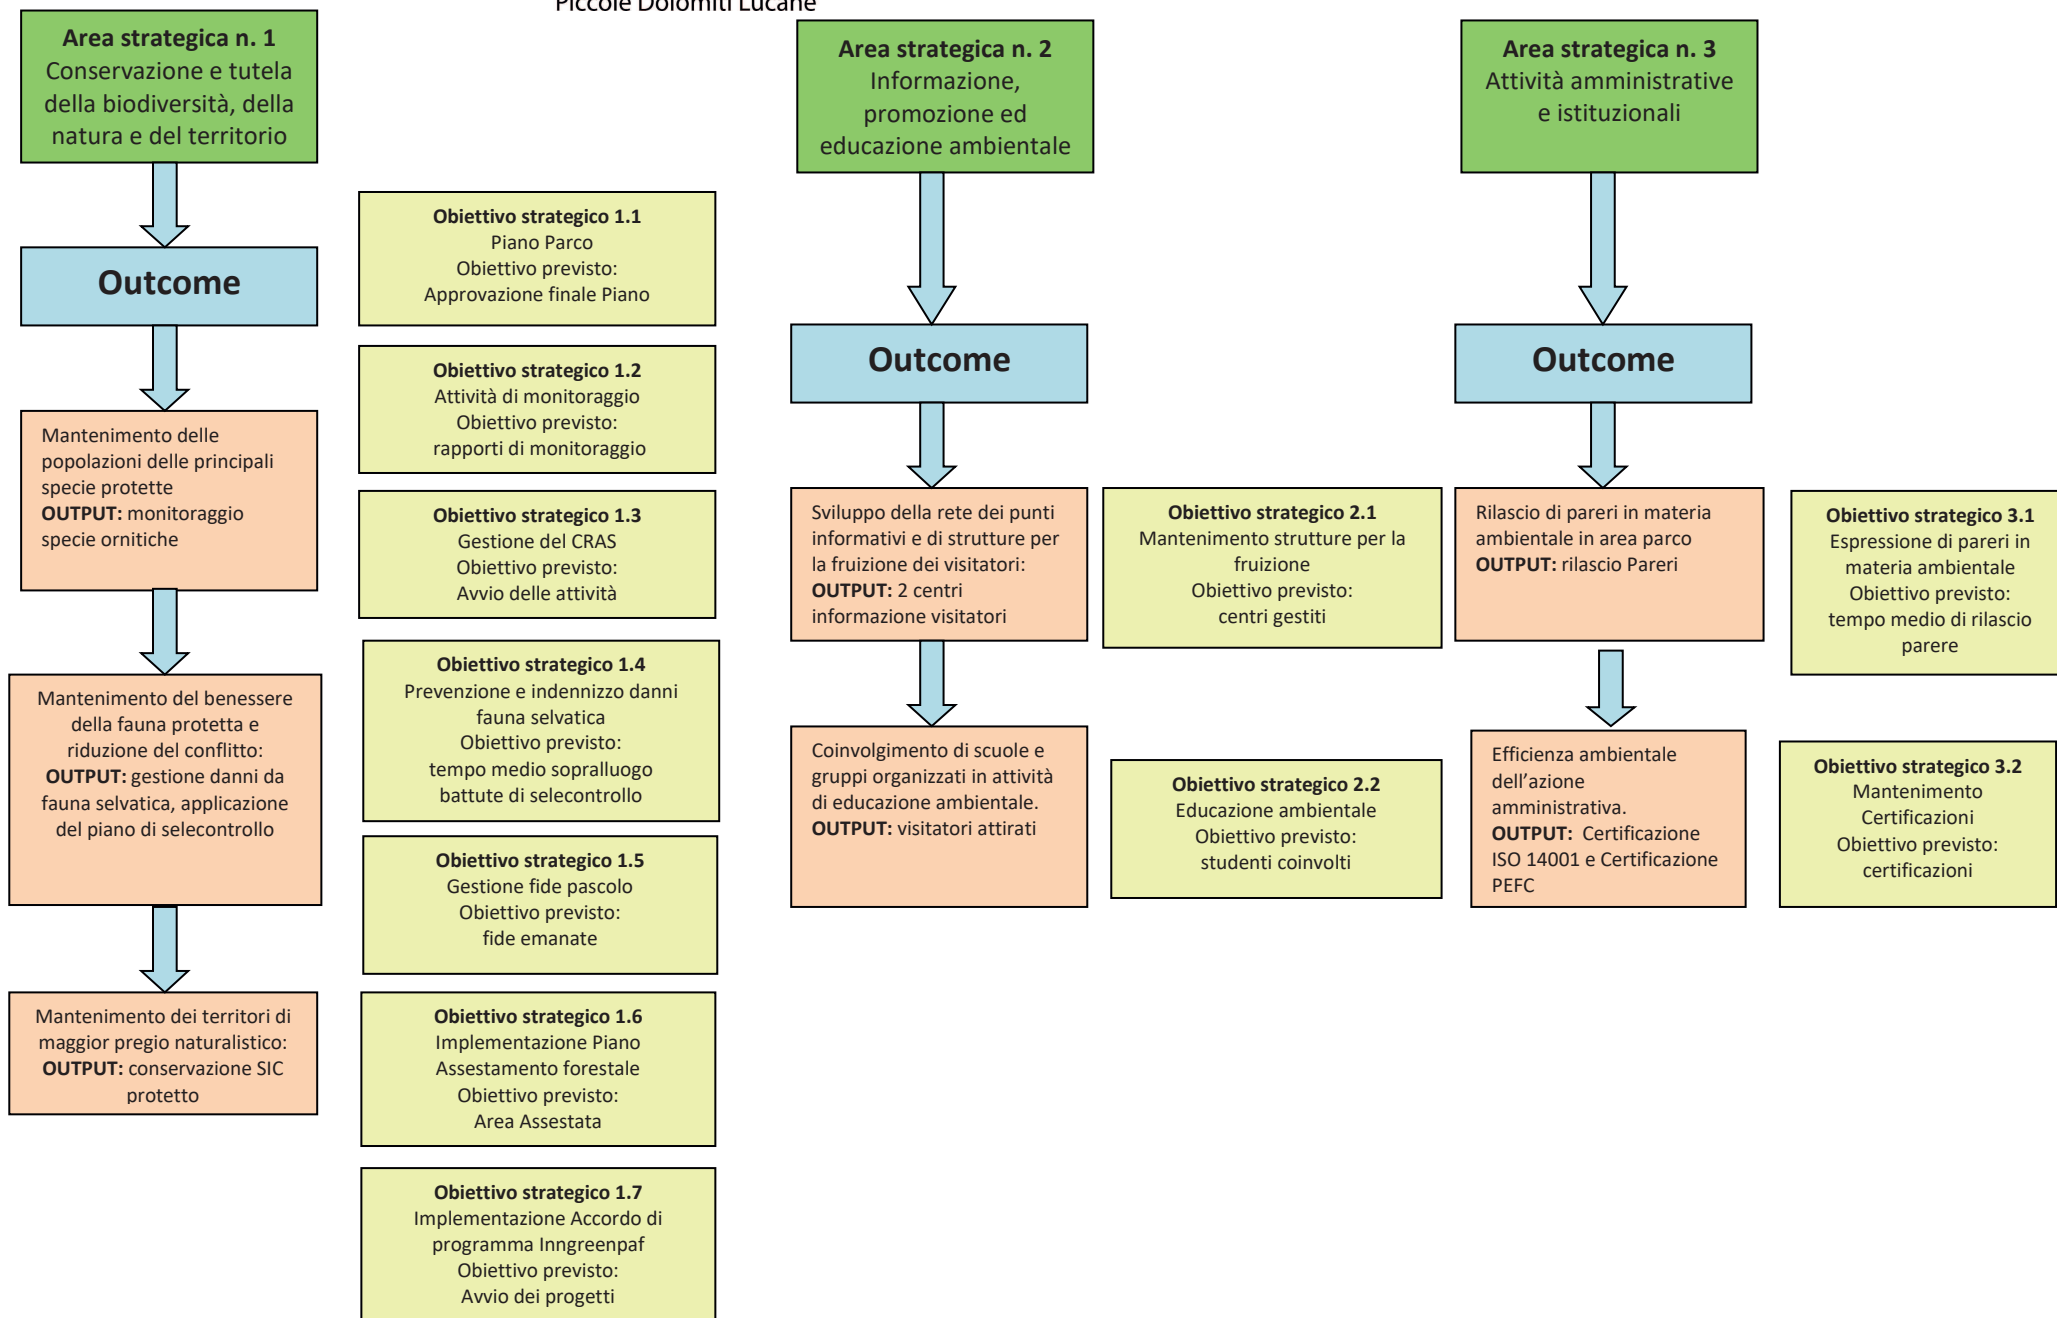 Piccole Dolomiti Lucane
Area strategica n. 1
Conservazione e tutela
della biodiversità, della
natura e del territorio
Outcome
Mantenimento delle
popolazioni delle principali
specie protette
OUTPUT: monitoraggio
specie ornitiche
Mantenimento del benessere
della fauna protetta e
riduzione del conflitto:
OUTPUT: gestione danni da
fauna selvatica, applicazione
del piano di selecontrollo
Mantenimento dei territori di
maggior pregio naturalistico:
OUTPUT: conservazione SIC
protetto
Obiettivo strategico 1.1
Piano Parco
Obiettivo previsto:
Approvazione finale Piano
Obiettivo strategico 1.2
Attività di monitoraggio
Obiettivo previsto:
rapporti di monitoraggio
Obiettivo strategico 1.3
Gestione del CRAS
Obiettivo previsto:
Avvio delle attività
Obiettivo strategico 1.4
Prevenzione e indennizzo danni
fauna selvatica
Obiettivo previsto:
tempo medio sopralluogo
battute di selecontrollo
Obiettivo strategico 1.5
Gestione fide pascolo
Obiettivo previsto:
fide emanate
Obiettivo strategico 1.6
Implementazione Piano
Assestamento forestale
Obiettivo previsto:
Area Assestata
Obiettivo strategico 1.7
Implementazione Accordo di
programma Inngreenpaf
Obiettivo previsto:
Avvio dei progetti
Area strategica n. 2
Informazione,
promozione ed
educazione ambientale
Outcome
Sviluppo della rete dei punti
informativi e di strutture per
la fruizione dei visitatori:
OUTPUT: 2 centri
informazione visitatori
Coinvolgimento di scuole e
gruppi organizzati in attività
di educazione ambientale.
OUTPUT: visitatori attirati
Obiettivo strategico 2.1
Mantenimento strutture per la
fruizione
Obiettivo previsto:
centri gestiti
Obiettivo strategico 2.2
Educazione ambientale
Obiettivo previsto:
studenti coinvolti
Area strategica n. 3
Attività amministrative
e istituzionali
Outcome
Rilascio di pareri in materia
ambientale in area parco
OUTPUT: rilascio Pareri
Efficienza ambientale
dell’azione
amministrativa.
OUTPUT: Certificazione
ISO 14001 e Certificazione
PEFC
Obiettivo strategico 3.1
Espressione di pareri in
materia ambientale
Obiettivo previsto:
tempo medio di rilascio
parere
Obiettivo strategico 3.2
Mantenimento
Certificazioni
Obiettivo previsto:
certificazioni